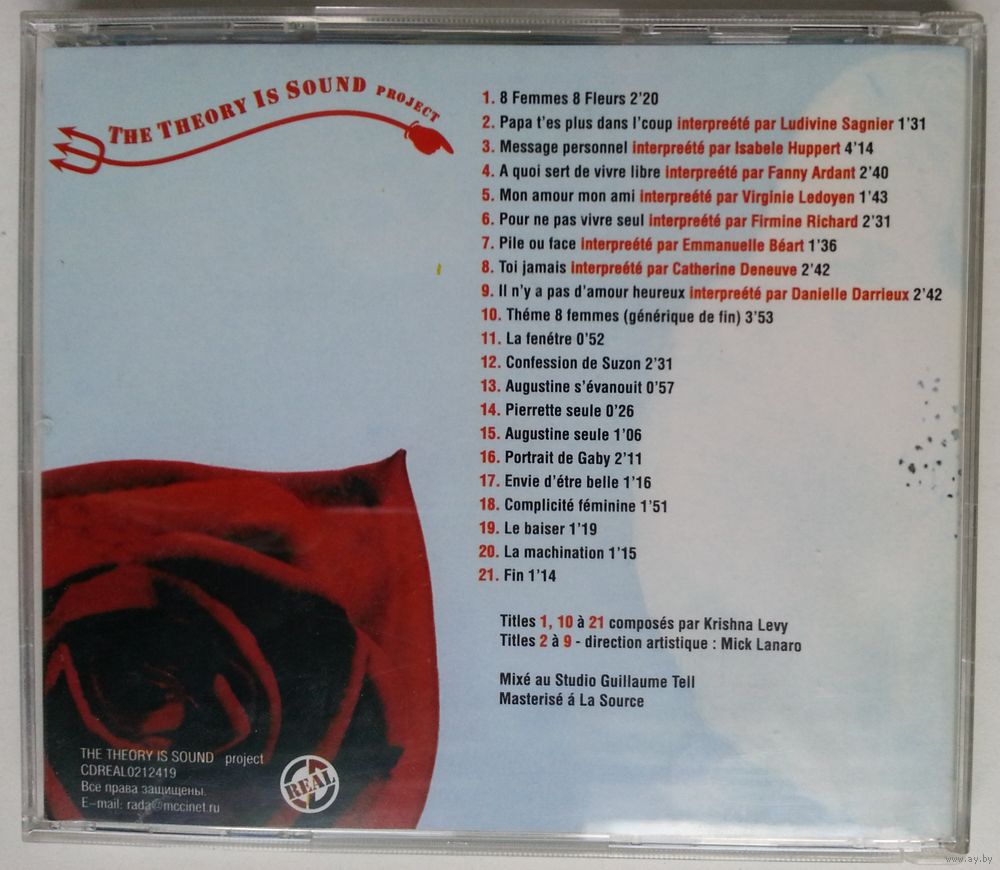 THE THEORY IS SOUND PROJECT
1. 8 Femmes 8 Fleurs 2'20
2. Papa t'es plus dans l'coup interpreété par Ludivine Sagnier 1'31
3. Message personnel interpreété par Isabele Huppert 4'14
4. A quoi sert de vivre libre interpreété par Fanny Ardant 2'40
5. Mon amour mon ami interpreété par Virginie Ledoyen 1'43
6. Pour ne pas vivre seul interpreété par Firmine Richard 2'31
7. Pile ou face interpreété par Emmanuelle Béart 1'36
8. Toi jamais interpreété par Catherine Deneuve 2'42
9. Il n'y a pas d'amour heureux interpreété par Danielle Darrieux 2'42
10. Théme 8 femmes (générique de fin) 3'53
11. La fenétre 0'52
12. Confession de Suzon 2'31
13. Augustine s'évanouit 0'57
14. Pierrette seule 0'26
15. Augustine seule 1'06
16. Portrait de Gaby 2'11
17. Envie d'étre belle 1'16
18. Complicité féminine 1'51
19. Le baiser 1'19
20. La machination 1'15
21. Fin 1'14
Titles 1, 10 à 21 composés par Krishna Levy
Titles 2 à 9 - direction artistique : Mick Lanaro
Mixé au Studio Guillaume Tell
Masterisé á La Source
THE THEORY IS SOUND project
CDREAL0212419
Все права защищены.
E-mail: rada@mccinet.ru
REAL
www.ay.by